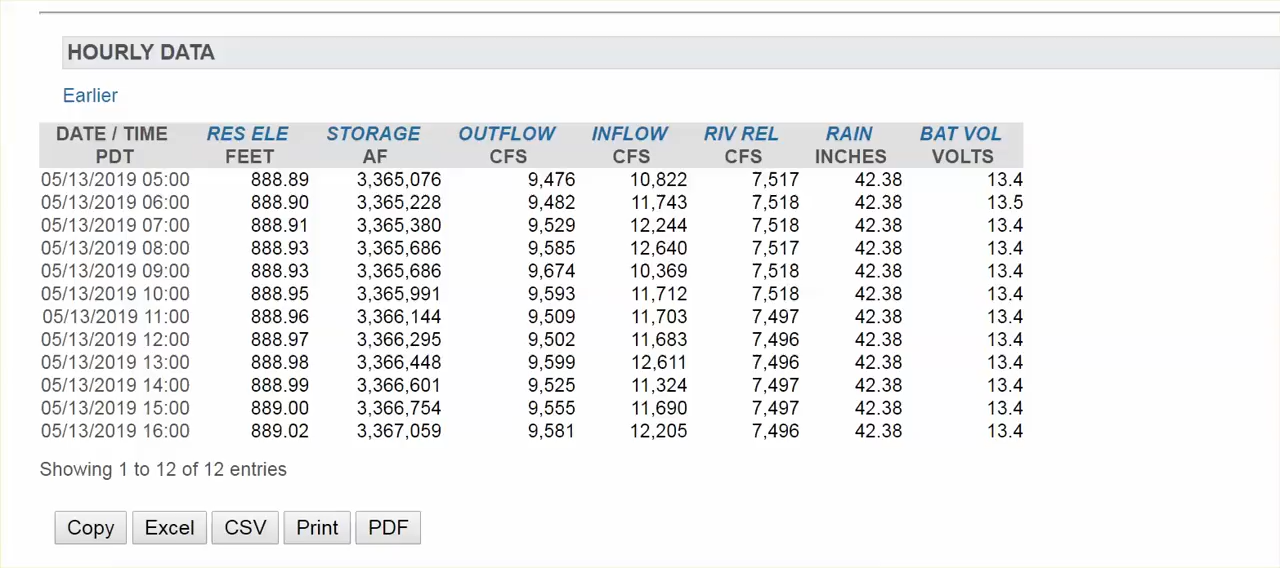 HOURLY DATA
Earlier
DATE / TIME RES ELE STORAGE OUTFLOW INFLOW RIV REL RAIN BAT VOL
PDT FEET AF CFS CFS CFS INCHES VOLTS
05/13/2019 05:00 888.89 3,365,076 9,476 10,822 7,517 42.38 13.4
05/13/2019 06:00 888.90 3,365,228 9,482 11,743 7,518 42.38 13.5
05/13/2019 07:00 888.91 3,365,380 9,529 12,244 7,518 42.38 13.4
05/13/2019 08:00 888.93 3,365,686 9,585 12,640 7,517 42.38 13.4
05/13/2019 09:00 888.93 3,365,686 9,674 10,369 7,518 42.38 13.4
05/13/2019 10:00 888.95 3,365,991 9,593 11,712 7,518 42.38 13.4
05/13/2019 11:00 888.96 3,366,144 9,509 11,703 7,497 42.38 13.4
05/13/2019 12:00 888.97 3,366,295 9,502 11,683 7,496 42.38 13.4
05/13/2019 13:00 888.98 3,366,448 9,599 12,611 7,496 42.38 13.4
05/13/2019 14:00 888.99 3,366,601 9,525 11,324 7,497 42.38 13.4
05/13/2019 15:00 889.00 3,366,754 9,555 11,690 7,497 42.38 13.4
05/13/2019 16:00 889.02 3,367,059 9,581 12,205 7,496 42.38 13.4
Showing 1 to 12 of 12 entries
Copy Excel CSV Print PDF